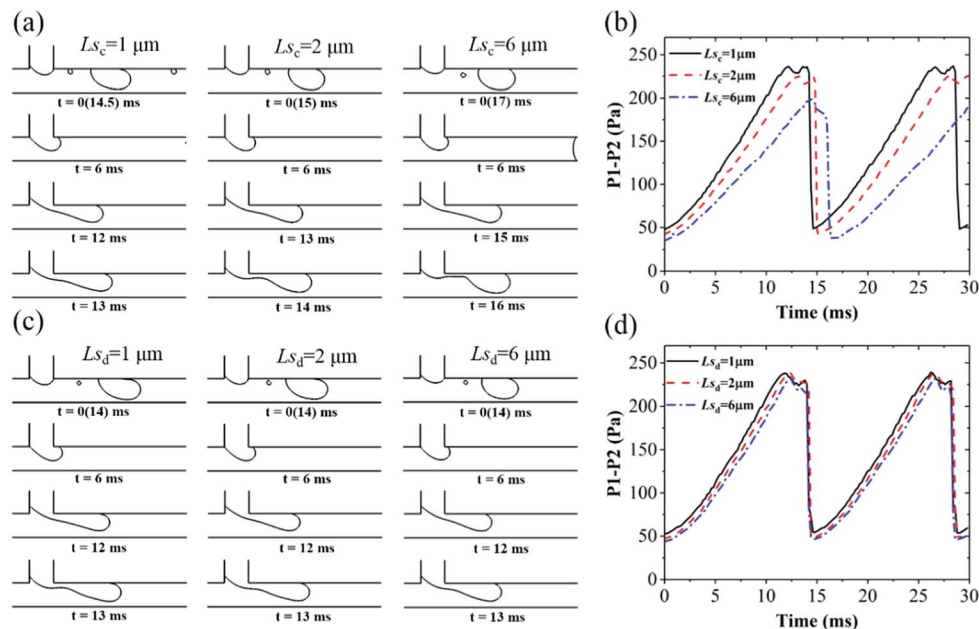 (a)
Lsc=1 μm Lsc=2 μm Lsc=6 μm
t = 0(14.5) ms t = 0(15) ms t = 0(17) ms
t = 6 ms t = 6 ms t = 6 ms
t = 12 ms t = 13 ms t = 15 ms
t = 13 ms t = 14 ms t = 16 ms
(b)
Lsc=1μm
Lsc=2μm
Lsc=6μm
P1-P2 (Pa)
250
200
150
100
50
0
0 5 10 15 20 25 30
Time (ms)
(c)
Lsd=1 μm Lsd=2 μm Lsd=6 μm
t = 0(14) ms t = 0(14) ms t = 0(14) ms
t = 6 ms t = 6 ms t = 6 ms
t = 12 ms t = 12 ms t = 12 ms
t = 13 ms t = 13 ms t = 13 ms
(d)
Lsd=1μm
Lsd=2μm
Lsd=6μm
P1-P2 (Pa)
250
200
150
100
50
0
0 5 10 15 20 25 30
Time (ms)